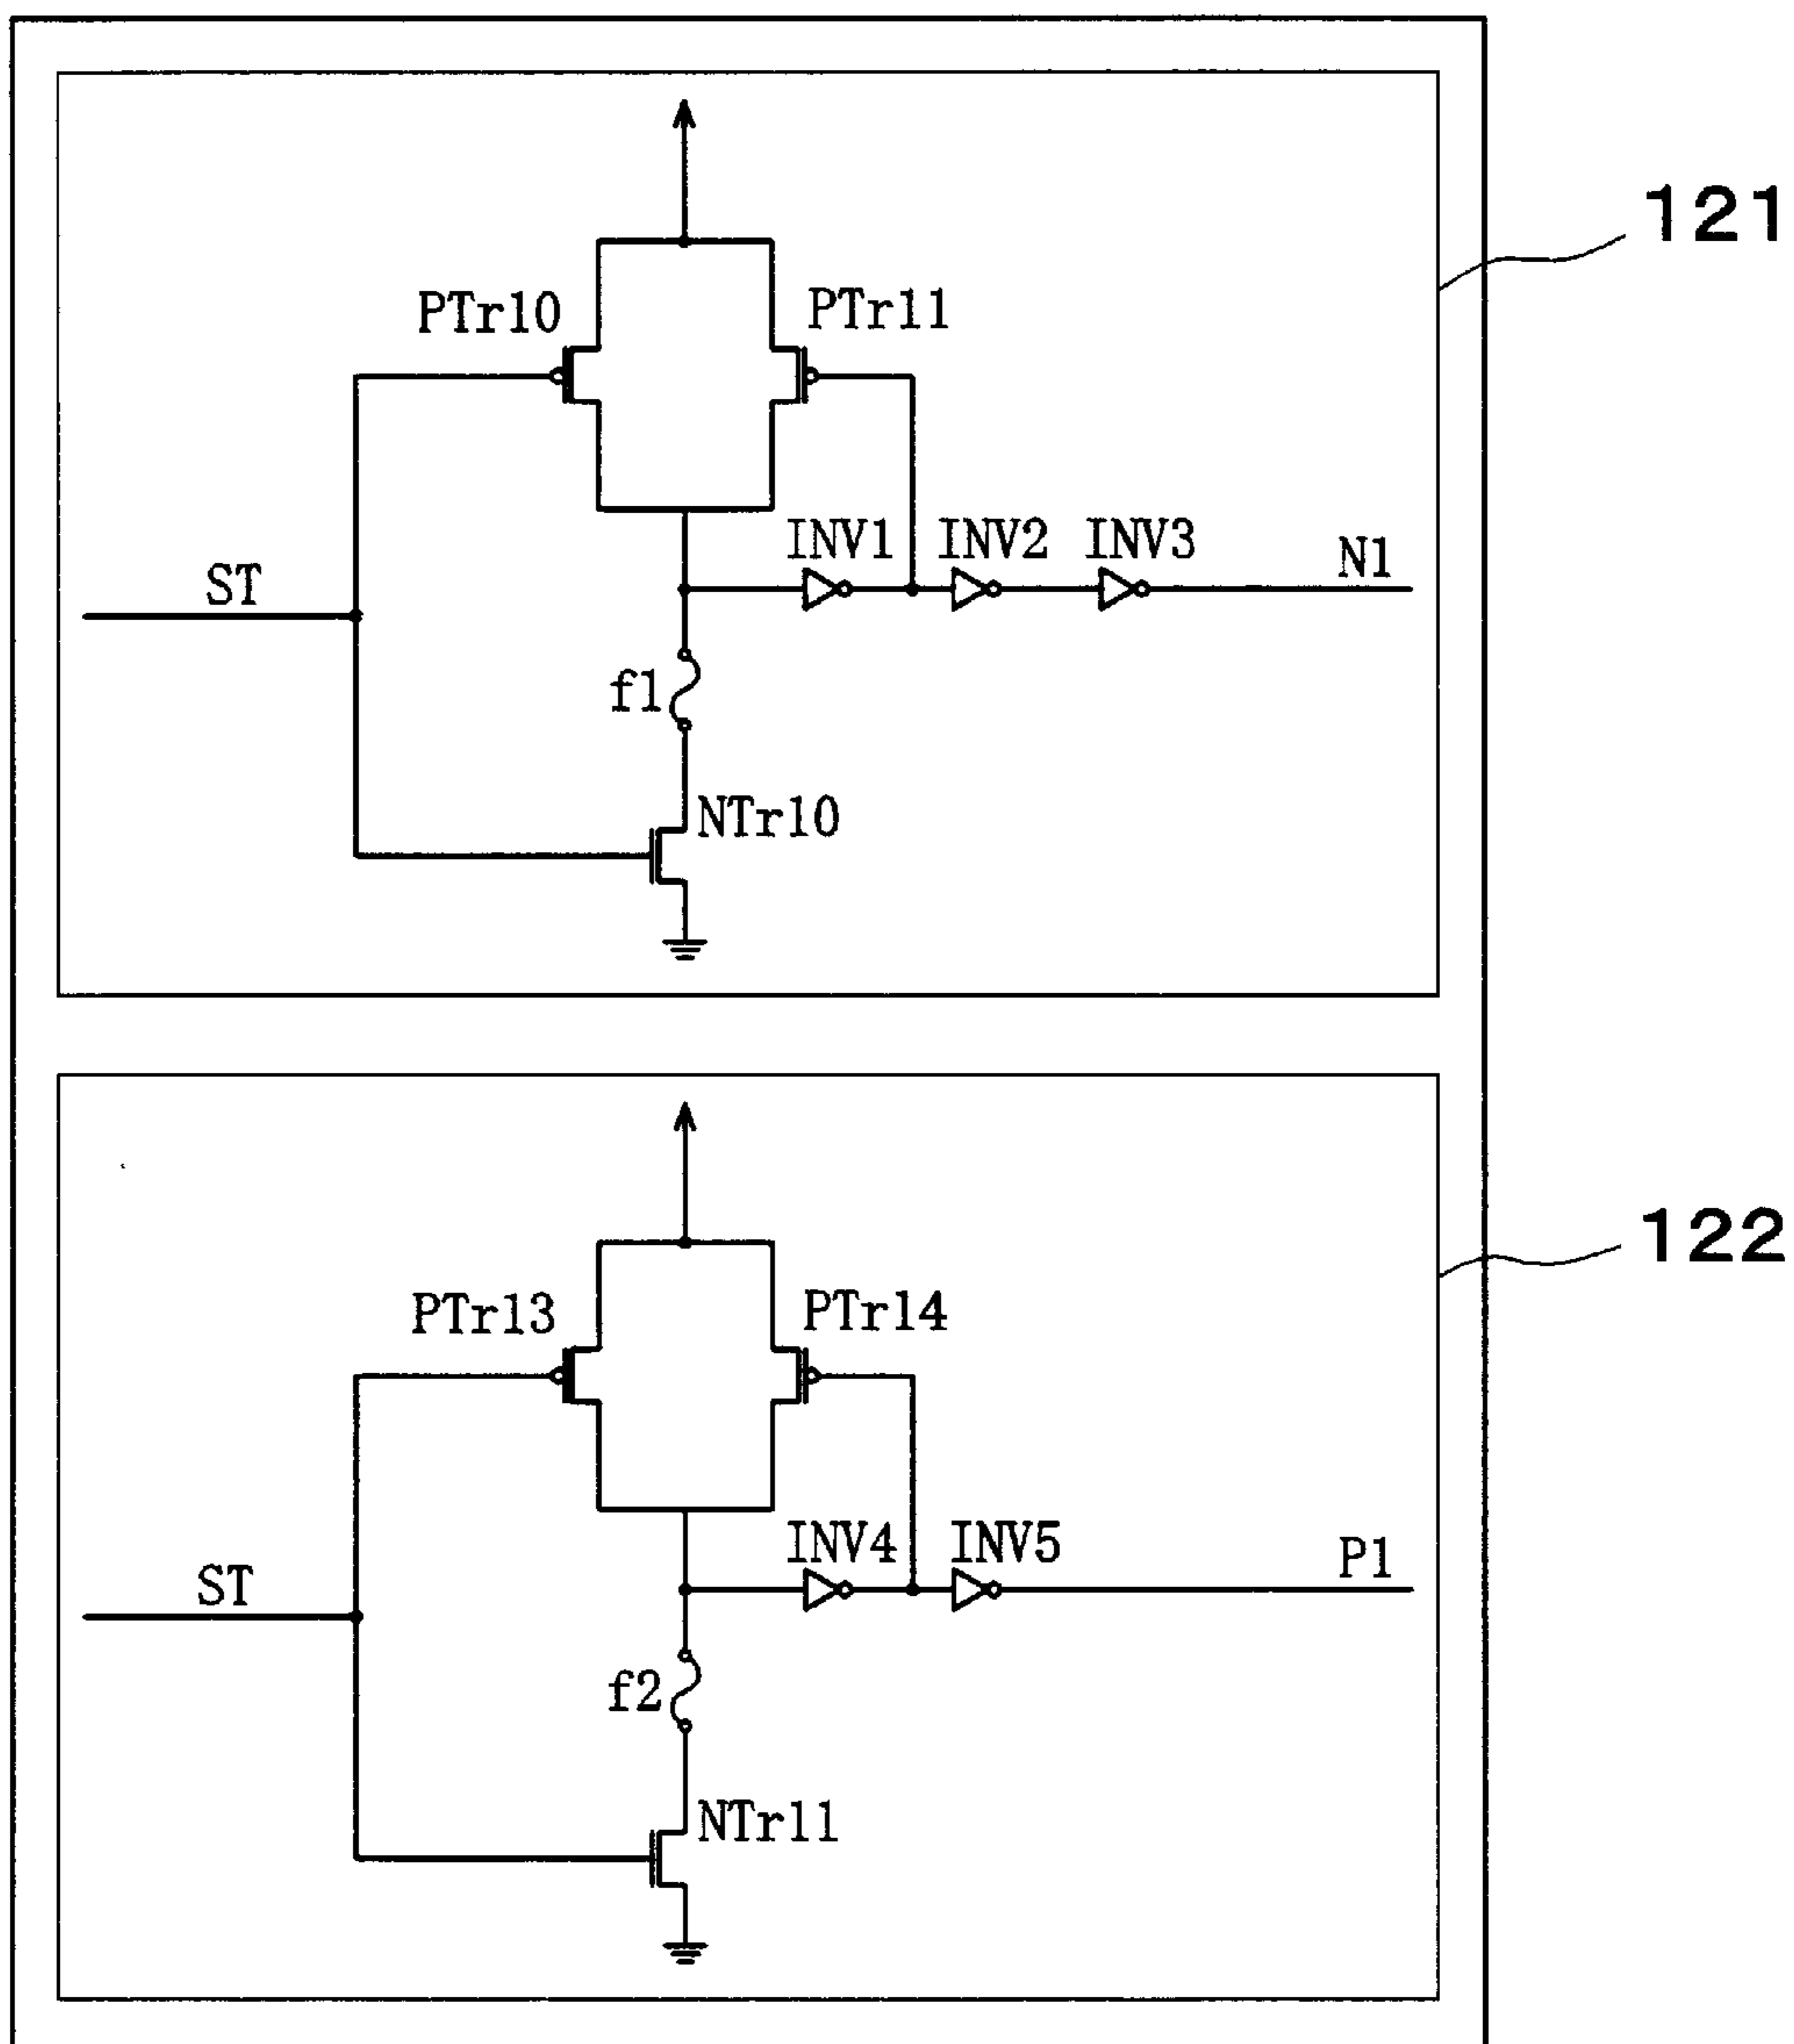 121
PTr10
PTr11
INV1
INV2
INV3
N1
ST
f1
NTr10
122
PTr13
PTr14
INV4
INV5
P1
ST
f2
NTr11